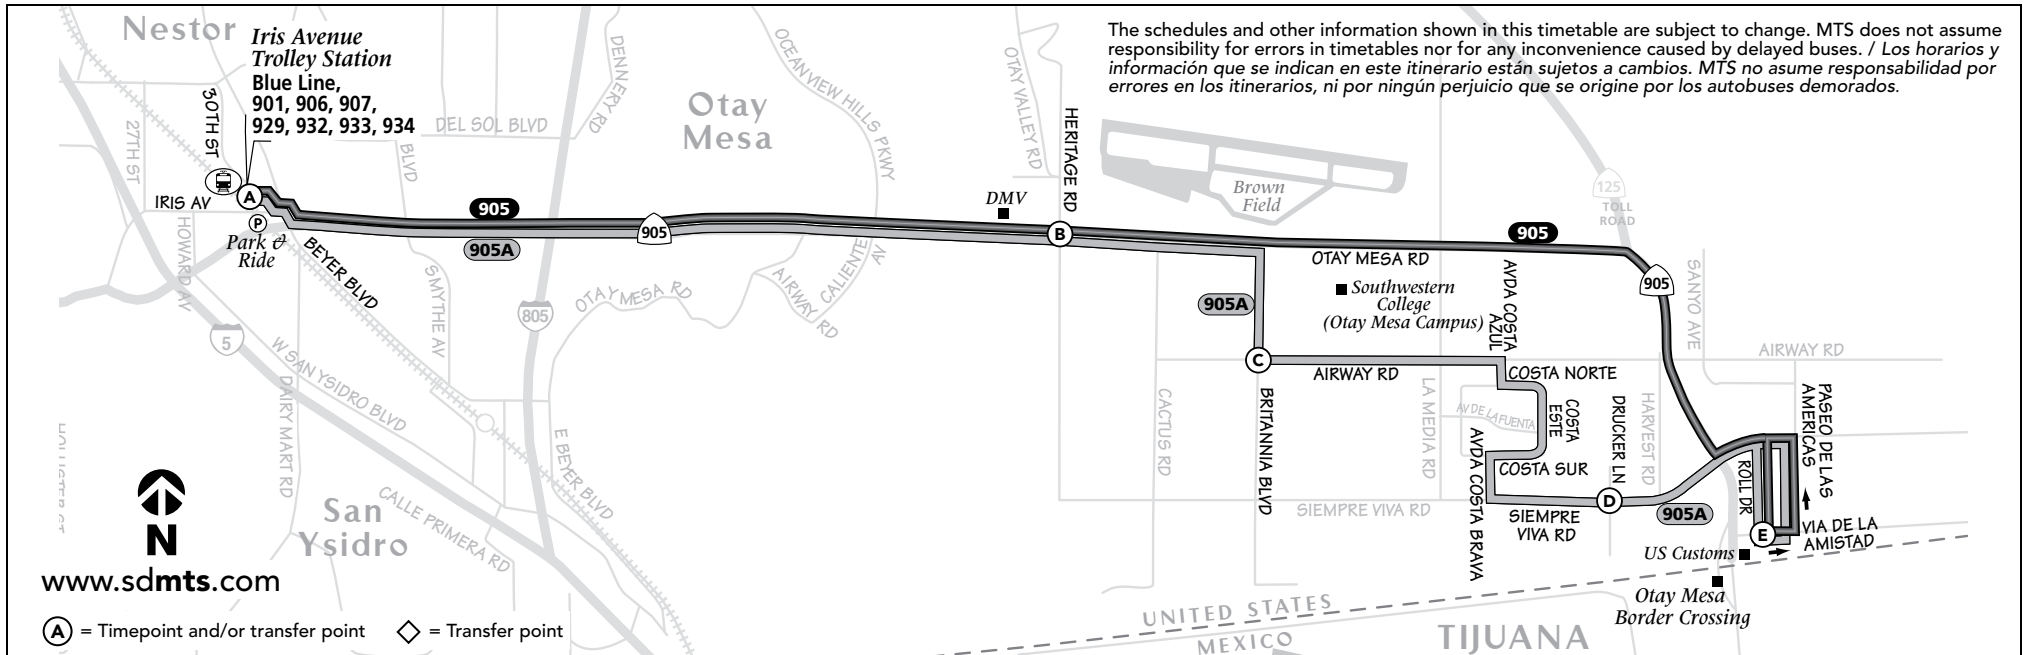 Nestor
Iris Avenue
Trolley Station
Blue Line,
901, 906, 907,
929, 932, 933, 934
The schedules and other information shown in this timetable are subject to change. MTS does not assume
responsibility for errors in timetables nor for any inconvenience caused by delayed buses. / Los horarios y
información que se indican en este itinerario están sujetos a cambios. MTS no asume responsabilidad por
errores en los itinerarios, ni por ningún perjuicio que se origine por los autobuses demorados.
30TH ST
27TH ST
DEL SOL BLVD
BLVD
DENNERY RD
Otay
Mesa
OCEANVIEW HILLS PKWY
OTAY VALLEY RD
HERITAGE RD
Brown
Field
125
TOLL
ROAD
IRIS AV
A
P
Park &
Ride
HOWARD AV
BEYER BLVD
905
905A
905
DMV
B
905
OTAY MESA RD
905
SANYO AVE
SMYTHE AV
805
OTAY MESA RD
AIRWAY RD
CALIENTE
AV
905A
Southwestern
College
(Otay Mesa Campus)
AVDA COSTA
AZUL
5
W SAN YSIDRO BLVD
DAIRY MART RD
C
AIRWAY RD
COSTA NORTE
AIRWAY RD
CACTUS RD
BRITANNIA BLVD
LA MEDIA RD
AV DE LA FUENTA
COSTA
ESTE
DRUCKER LN
HARVEST RD
PASEO DE LAS
AMERICAS
AVDA COSTA BRAVA
COSTA SUR
ROLL DR
E BEYER BLVD
D
SIEMPRE VIVA RD
SIEMPRE
VIVA RD
905A
E
VIA DE LA
AMISTAD
US Customs
Otay Mesa
Border Crossing
San
Ysidro
CALLE PRIMERA RD
N
www.sdmts.com
A = Timepoint and/or transfer point
= Transfer point
UNITED STATES
MEXICO
TIJUANA